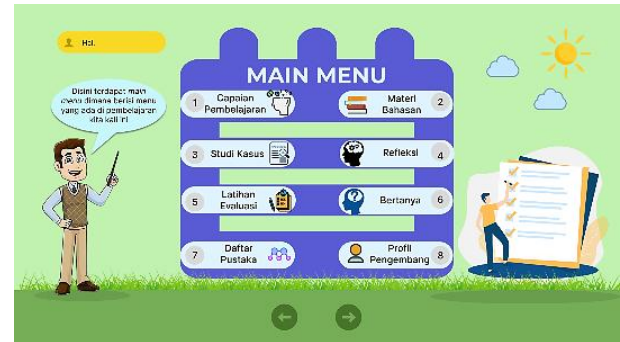 Hai,
Disini terdapat main
menu dimana berisi menu
yang ada di pembelajaran
kita kali ini
MAIN MENU
1 Capaian
Pembelajaran
Materi 2
Bahasan
3 Studi Kasus
Refleksi 4
5 Latihan
Evaluasi
Bertanya 6
7 Daftar
Pustaka
Profil 8
Pengembang